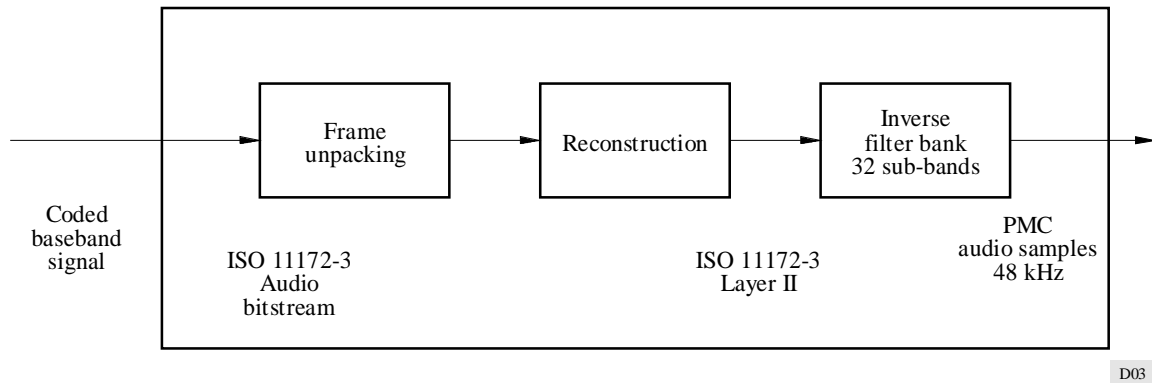 Frame
unpacking
Reconstruction
Inverse
filter bank
32 sub-bands
Coded
baseband
signal
ISO 11172-3
Audio
bitstream
ISO 11172-3
Layer II
PMC
audio samples
48 kHz
D03